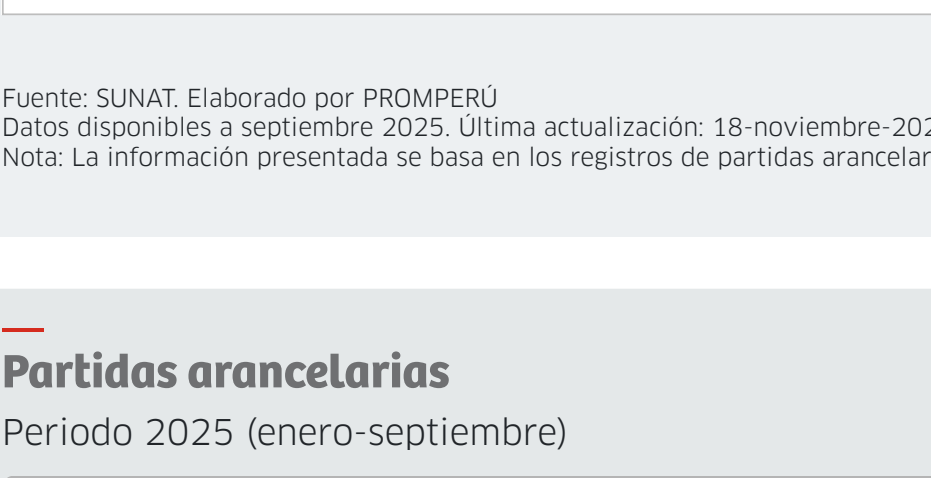 Fuente: SUNAT. Elaborado por PROMPERÚ
Datos disponibles a septiembre 2025. Última actualización: 18-noviembre-202
Nota: La información presentada se basa en los registros de partidas
Partidas arancelarias
Periodo 2025 (enero-septiembre)